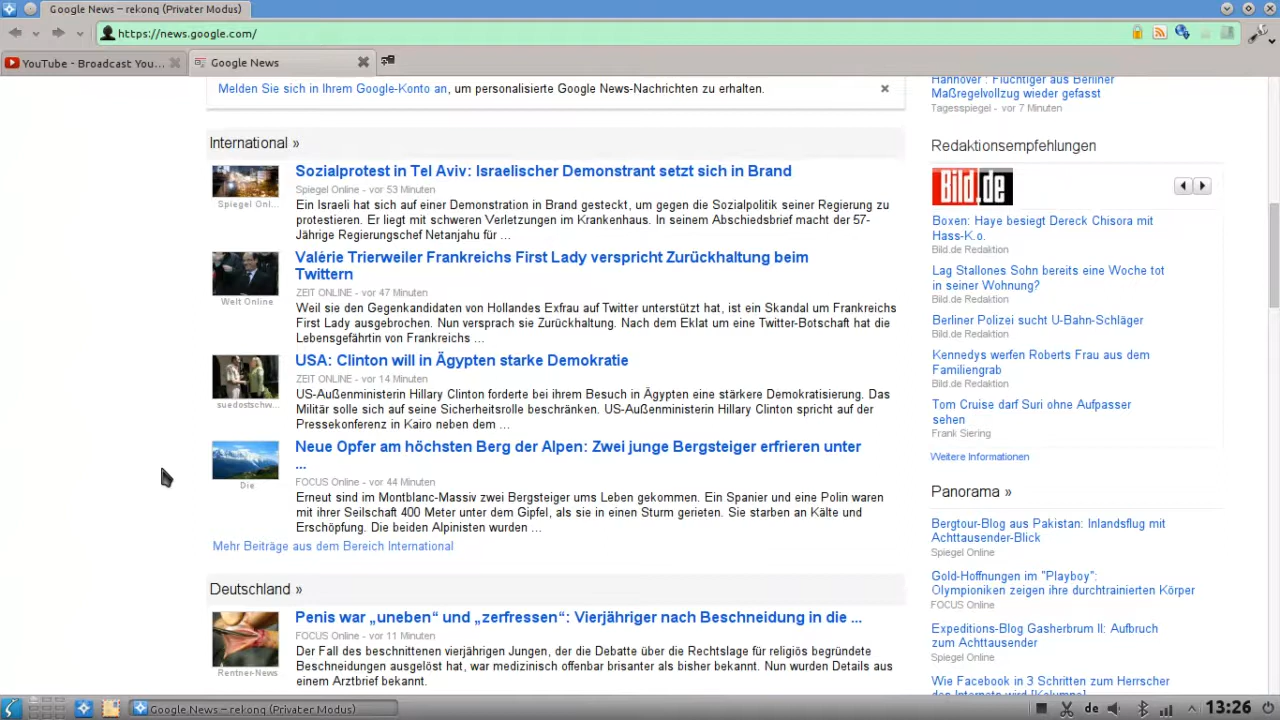 Google News – rekonq (Privater Modus)
https://news.google.com/
YouTube - Broadcast You...
Google News
Melden Sie sich in Ihrem Google-Konto an, um personalisierte Google News-Nachrichten zu erhalten.
International »
Sozialprotest in Tel Aviv: Israelischer Demonstrant setzt sich in Brand
Spiegel Online - vor 53 Minuten
Spiegel Onl...
Ein Israeli hat sich auf einer Demonstration in Brand gesteckt, um gegen die Sozialpolitik seiner Regierung zu
protestieren. Er liegt mit schweren Verletzungen im Krankenhaus. In seinem Abschiedsbrief macht der 57-
Jährige Regierungschef Netanjahu für ...
Valérie Trierweiler Frankreichs First Lady verspricht Zurückhaltung beim
Twittern
ZEIT ONLINE - vor 47 Minuten
Welt Online
Weil sie den Gegenkandidaten von Hollandes Exfrau auf Twitter unterstützt hat, ist ein Skandal um Frankreichs
First Lady ausgebrochen. Nun versprach sie Zurückhaltung. Nach dem Eklat um eine Twitter-Botschaft hat die
Lebensgefährtin von Frankreichs ...
USA: Clinton will in Ägypten starke Demokratie
ZEIT ONLINE - vor 14 Minuten
suedostschw...
US-Außenministerin Hillary Clinton forderte bei ihrem Besuch in Ägypten eine stärkere Demokratisierung. Das
Militär solle sich auf seine Sicherheitsrolle beschränken. US-Außenministerin Hillary Clinton spricht auf der
Pressekonferenz in Kairo neben dem ...
Neue Opfer am höchsten Berg der Alpen: Zwei junge Bergsteiger erfrieren unter
...
FOCUS Online - vor 44 Minuten
Die
Erneut sind im Montblanc-Massiv zwei Bergsteiger ums Leben gekommen. Ein Spanier und eine Polin waren
mit ihrer Seilschaft 400 Meter unter dem Gipfel, als sie in einen Sturm gerieten. Sie starben an Kälte und
Erschöpfung. Die beiden Alpinisten wurden ...
Mehr Beiträge aus dem Bereich International
Deutschland »
Penis war „uneben“ und „zerfressen“: Vierjähriger nach Beschneidung in die ...
FOCUS Online - vor 11 Minuten
Rentner-News
Der Fall des beschnittenen vierjährigen Jungen, der die Debatte über die Rechtslage für religiös begründete
Beschneidungen ausgelöst hat, war medizinisch offenbar brisanter als bisher bekannt. Nun wurden Details aus
einem Arztbrief bekannt.
Hannover : Flüchtiger aus Berliner
Maßregelvollzug wieder gefasst
Tagesspiegel - vor 7 Minuten
Redaktionsempfehlungen
Bild.de
Boxen: Haye besiegt Dereck Chisora mit
Hass-K.o.
Bild.de Redaktion
Lag Stallones Sohn bereits eine Woche tot
in seiner Wohnung?
Bild.de Redaktion
Berliner Polizei sucht U-Bahn-Schläger
Bild.de Redaktion
Kennedys werfen Roberts Frau aus dem
Familiengrab
Bild.de Redaktion
Tom Cruise darf Suri ohne Aufpasser
sehen
Frank Siering
Weitere Informationen
Panorama »
Bergtour-Blog aus Pakistan: Inlandsflug mit
Achttausender-Blick
Spiegel Online
Gold-Hoffnungen im "Playboy":
Olympioniken zeigen ihre durchtrainierten Körper
FOCUS Online
Expeditions-Blog Gasherbrum II: Aufbruch
zum Achttausender
Spiegel Online
Wie Facebook in 3 Schritten zum Herrscher
des Internets wird [Kolumne]
Google News – rekonq (Privater Modus)
de
13:26